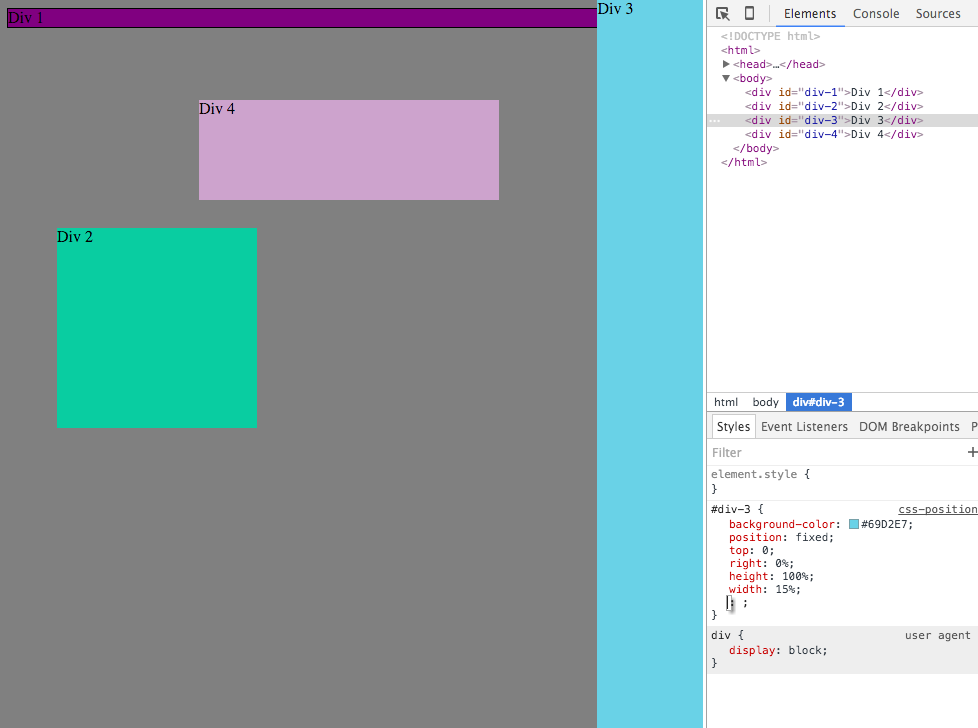 Div 1
Div 3
Div 4
Div 2
Elements Console Sources
<!DOCTYPE html>
<html>
▶<head>…</head>
▼<body>
<div id="div-1">Div 1</div>
<div id="div-2">Div 2</div>
... <div id="div-3">Div 3</div>
<div id="div-4">Div 4</div>
</body>
</html>
html body div#div-3
Styles Event Listeners DOM Breakpoints P
Filter +
element.style {
}
#div-3 { css-position
background-color: #69D2E7;
position: fixed;
top: 0;
right: 0%;
height: 100%;
width: 15%;
: ;
}
div { user agent
display: block;
}